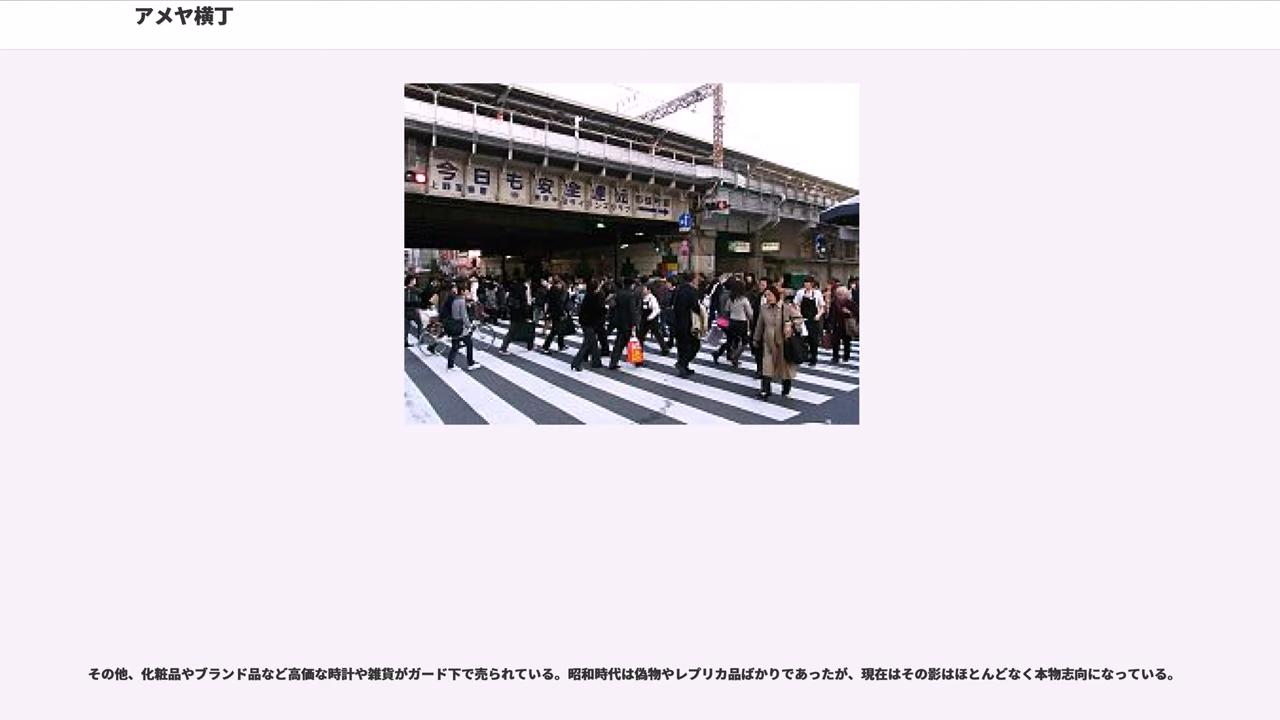 アメヤ横丁
今日も安全運転
その他、化粧品やブランド品など高価な時計や雑貨がガード下で売られている。昭和時代は偽物やレプリカ品ばかりであったが、現在はその影はほとんどなく本物志向になっている。